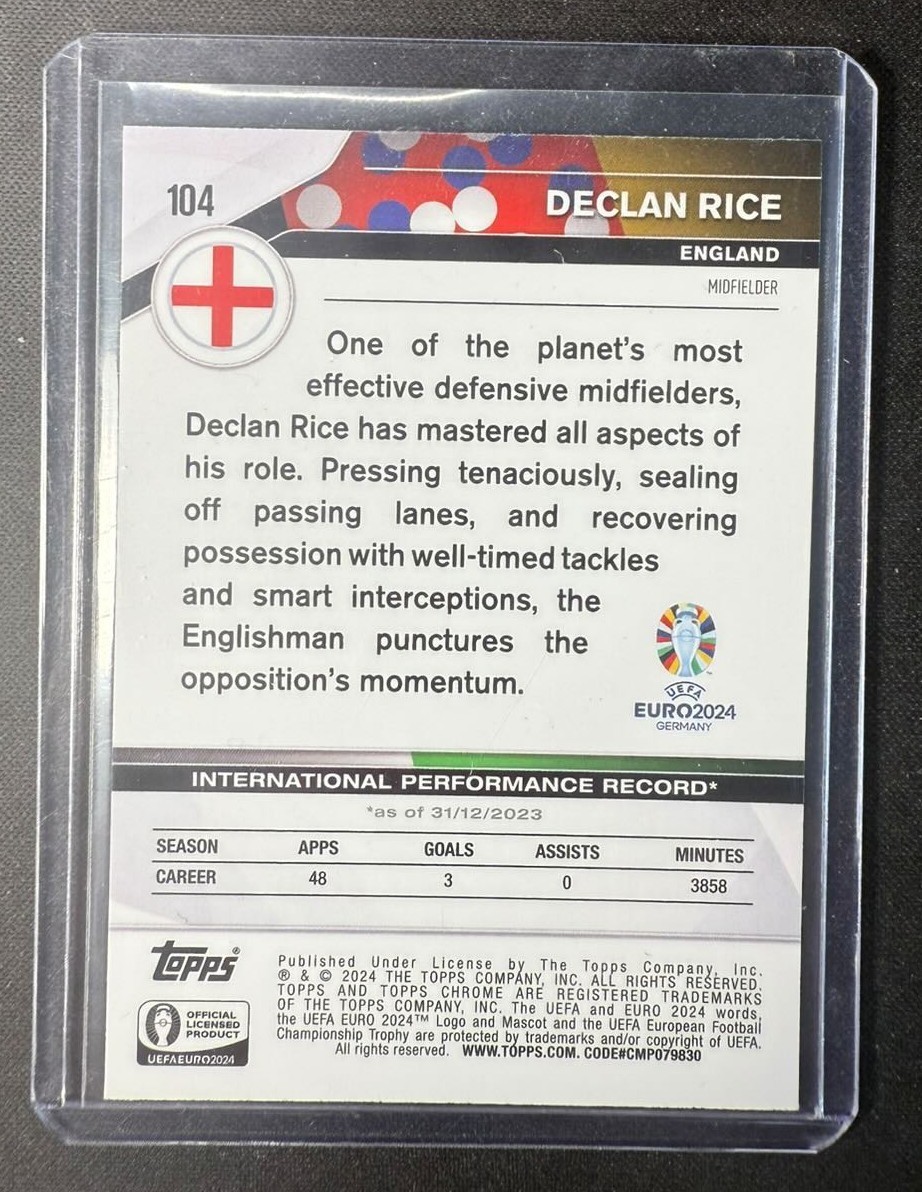 104
DECLAN RICE
ENGLAND
MIDFIELDER
One of the planet's most
effective defensive midfielders,
Declan Rice has mastered all aspects of
his role. Pressing tenaciously, sealing
off passing lanes, and recovering
possession with well-timed tackles
and smart interceptions, the
Englishman punctures the
opposition's momentum.
UEFA
EURO2024
GERMANY
INTERNATIONAL PERFORMANCE RECORD*
*as of 31/12/2023
SEASON APPS GOALS ASSISTS MINUTES
CAREER 48 3 0 3858
Topps®
OFFICIAL
LICENSED
PRODUCT
UEFAEURO2024
Published Under License by The Topps Company, Inc.
® & © 2024 THE TOPPS COMPANY, INC. ALL RIGHTS RESERVED.
TOPPS AND TOPPS CHROME ARE REGISTERED TRADEMARKS
OF THE TOPPS COMPANY, INC. The UEFA and EURO 2024 words,
the UEFA EURO 2024™ Logo and Mascot and the UEFA European Football
Championship Trophy are protected by trademarks and/or copyright of UEFA.
All rights reserved. WWW.TOPPS.COM. CODE#CMP079830